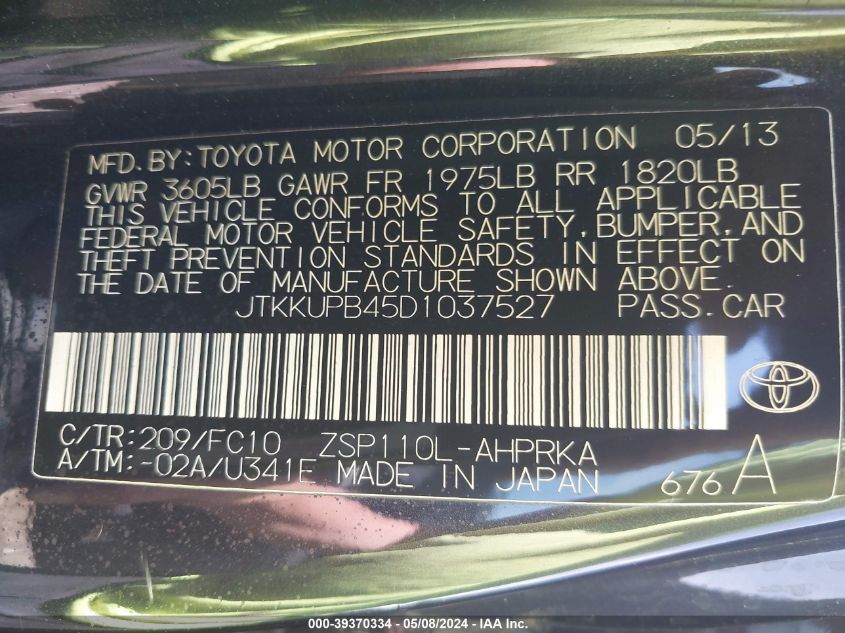 MFD. BY: TOYOTA MOTOR CORPORATION 05/13
GVWR 3605LB GAWR FR 1975LB RR 1820LB
THIS VEHICLE CONFORMS TO ALL APPLICABLE
FEDERAL MOTOR VEHICLE SAFETY, BUMPER, AND
THEFT PREVENTION STANDARDS IN EFFECT ON
THE DATE OF MANUFACTURE SHOWN ABOVE.
JTKKUPB45D1037527 PASS. CAR
C/TR: 209/FC10 ZSP110L-AHPRKA
A/TM: -02A/U341E MADE IN JAPAN 676 A
000-39370334 - 05/08/2024 - IAA Inc.